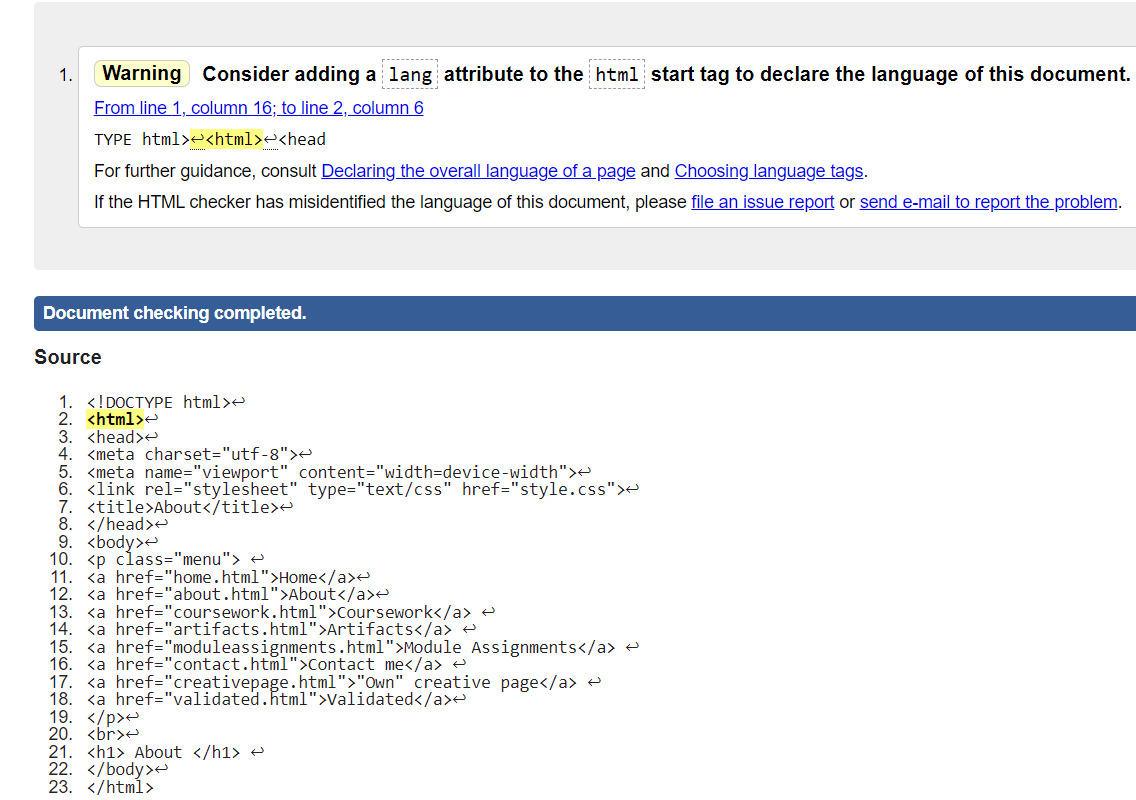 1. Warning Consider adding a lang attribute to the html start tag to declare the language of this document.
From line 1, column 16; to line 2, column 6
TYPE html>↩<html>↩<head
For further guidance, consult Declaring the overall language of a page and Choosing language tags.
If the HTML checker has misidentified the language of this document, please file an issue report or send e-mail to report the problem.
Document checking completed.
Source
1. <!DOCTYPE html>↩
2. <html>↩
3. <head>↩
4. <meta charset="utf-8">↩
5. <meta name="viewport" content="width=device-width">↩
6. <link rel="stylesheet" type="text/css" href="style.css">↩
7. <title>About</title>↩
8. </head>↩
9. <body>↩
10. <p class="menu"> ↩
11. <a href="home.html">Home</a>↩
12. <a href="about.html">About</a>↩
13. <a href="coursework.html">Coursework</a> ↩
14. <a href="artifacts.html">Artifacts</a> ↩
15. <a href="moduleassignments.html">Module Assignments</a> ↩
16. <a href="contact.html">Contact me</a> ↩
17. <a href="creativepage.html">"Own" creative page</a> ↩
18. <a href="validated.html">Validated</a>↩
19. </p>↩
20. <br>↩
21. <h1> About </h1> ↩
22. </body>↩
23. </html>